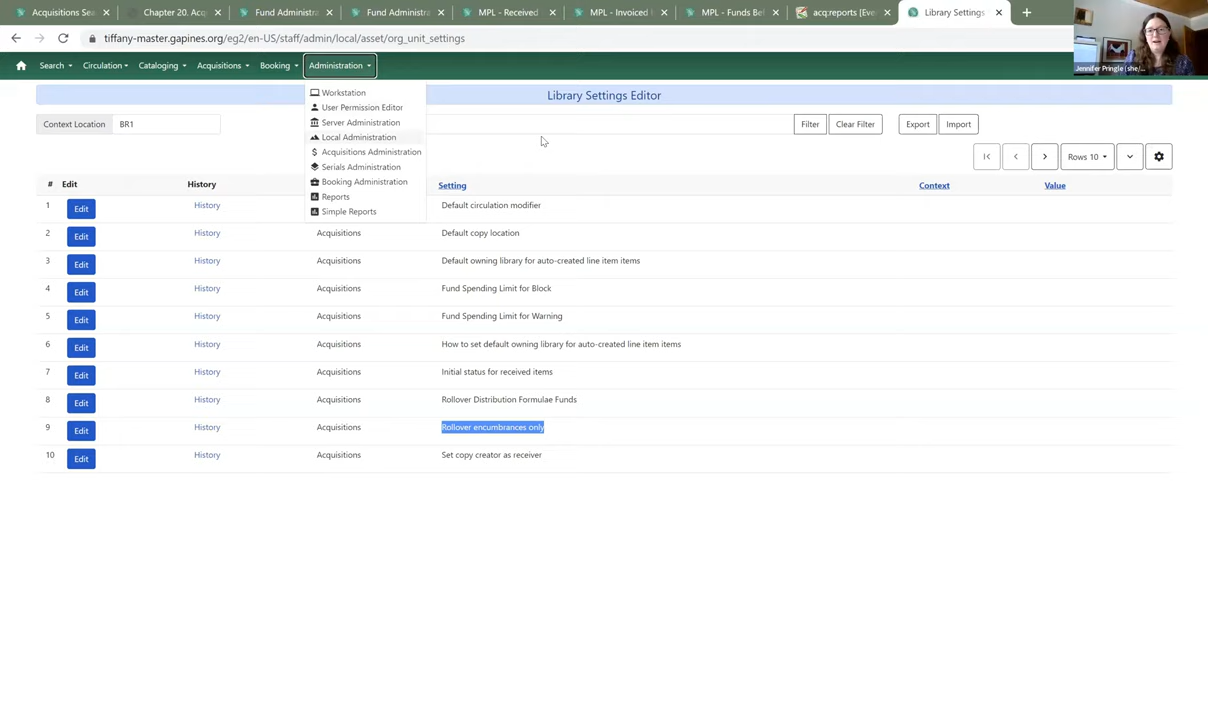 Acquisitions Sea
Chapter 20. Acq
Fund Administra
Fund Administra
MPL - Received
MPL - Invoiced I
MPL - Funds Bel
acq:reports [Eve
Library Settings
tiffany-master.gapines.org/eg2/en-US/staff/admin/local/asset/org_unit_settings
Jennifer Pringle (she/...
Search Circulation Cataloging Acquisitions Booking Administration
Workstation
User Permission Editor
Server Administration
Local Administration
Acquisitions Administration
Serials Administration
Booking Administration
Reports
Simple Reports
Library Settings Editor
Context Location BR1 Filter Clear Filter Export Import
Rows 10
# Edit History Setting Context Value
1 Edit History Default circulation modifier
2 Edit History Acquisitions Default copy location
3 Edit History Acquisitions Default owning library for auto-created line item items
4 Edit History Acquisitions Fund Spending Limit for Block
5 Edit History Acquisitions Fund Spending Limit for Warning
6 Edit History Acquisitions How to set default owning library for auto-created line item items
7 Edit History Acquisitions Initial status for received items
8 Edit History Acquisitions Rollover Distribution Formulae Funds
9 Edit History Acquisitions Rollover encumbrances only
10 Edit History Acquisitions Set copy creator as receiver